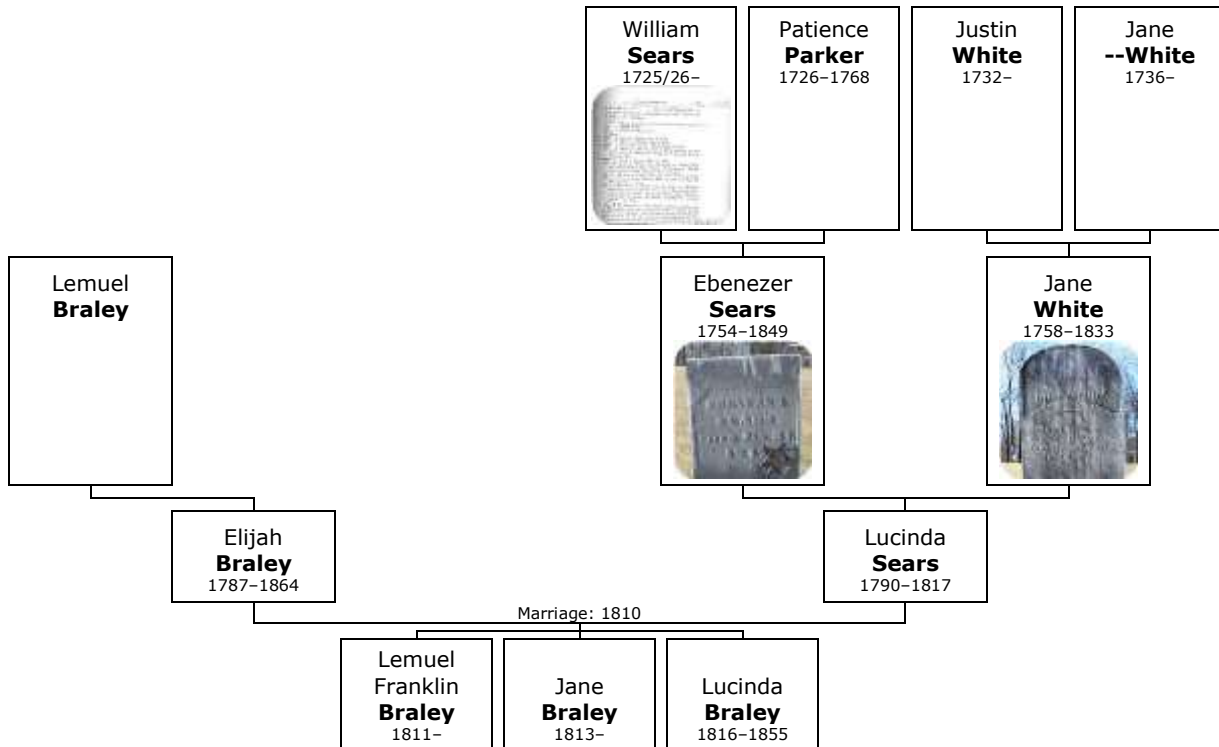 William
Sears
1725/26–
Patience
Parker
1726–1768
Justin
White
1732–
Jane
--White
1736–
Lemuel
Braley
Ebenezer
Sears
1754–1849
Jane
White
1758–1833
Elijah
Braley
1787–1864
Lucinda
Sears
1790–1817
Marriage: 1810
Lemuel
Franklin
Braley
1811–
Jane
Braley
1813–
Lucinda
Braley
1816–1855